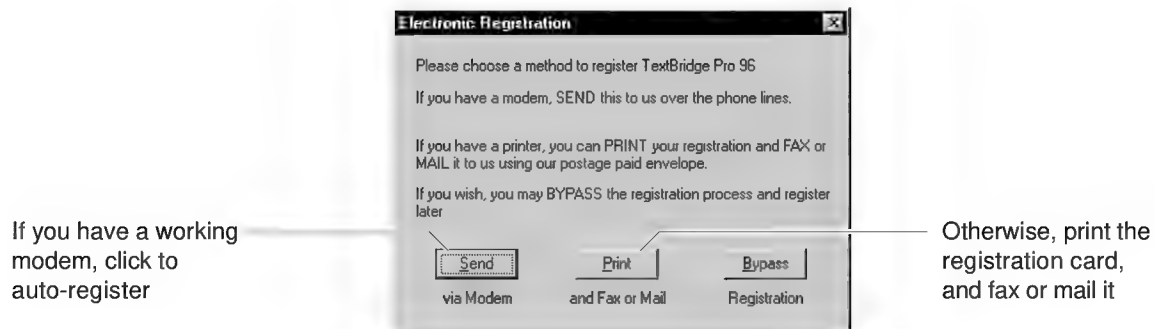 Electronic Registration
Please choose a method to register TextBridge Pro 96
If you have a modem, SEND this to us over the phone lines.
If you have a printer, you can PRINT your registration and FAX or
MAIL it to us using our postage paid envelope.
If you wish, you may BYPASS the registration process and register
later
If you have a working
modem, click to
auto-register
Send
Print
Bypass
via Modem
and Fax or Mail
Registration
Otherwise, print the
registration card,
and fax or mail it